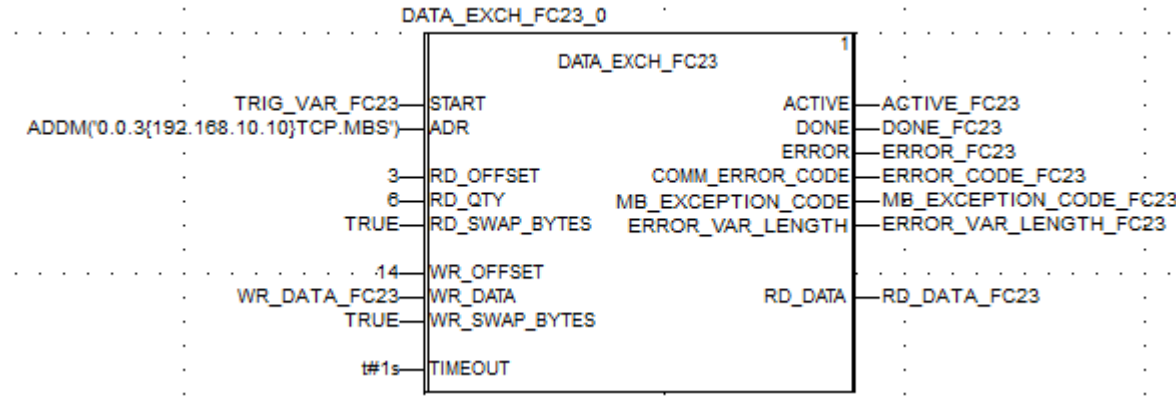 DATA_EXCH_FC23_0
1
DATA_EXCH_FC23
TRIG_VAR_FC23 START ACTIVE ACTIVE_FC23
ADDM('0.0.3{192.168.10.10}TCP.MBS') ADR DONE DONE_FC23
ERROR ERROR_FC23
3 RD_OFFSET COMM_ERROR_CODE ERROR_CODE_FC23
6 RD_QTY MB_EXCEPTION_CODE MB_EXCEPTION_CODE_FC23
TRUE RD_SWAP_BYTES ERROR_VAR_LENGTH ERROR_VAR_LENGTH_FC23
14 WR_OFFSET
WR_DATA_FC23 WR_DATA RD_DATA RD_DATA_FC23
TRUE WR_SWAP_BYTES
t#1s TIMEOUT